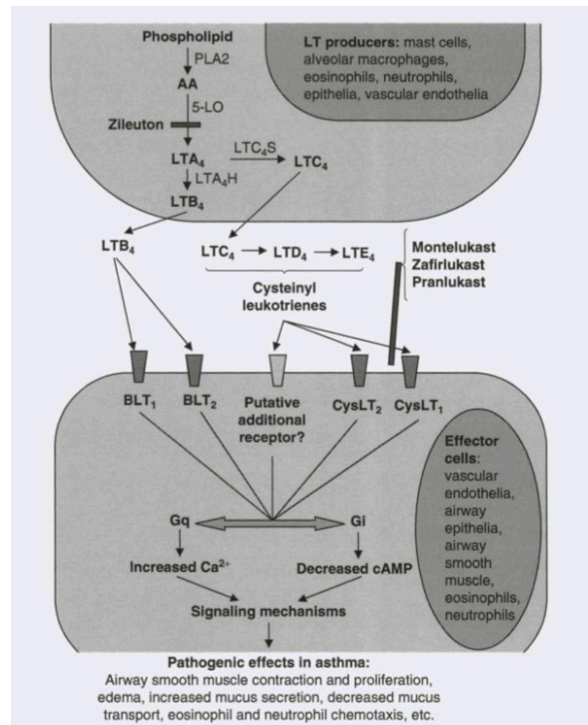 Phospholipid
PLA2
AA
5-LO
Zileuton
LTA₄
LTC₄S
LTC₄
LTA₄H
LTB₄
LT producers: mast cells,
alveolar macrophages,
eosinophils, neutrophils,
epithelia, vascular endothelia
LTB₄
LTC₄
LTD₄
LTE₄
Cysteinyl
leukotrienes
Montelukast
Zafirlukast
Pranlukast
BLT₁
BLT₂
Putative
additional
receptor?
CysLT₂
CysLT₁
Effector
cells:
vascular
endothelia,
airway
epithelia,
airway
smooth
muscle,
eosinophils,
neutrophils
Gq
Gi
Increased Ca²⁺
Decreased cAMP
Signaling mechanisms
Pathogenic effects in asthma:
Airway smooth muscle contraction and proliferation,
edema, increased mucus secretion, decreased mucus
transport, eosinophil and neutrophil chemotaxis, etc.